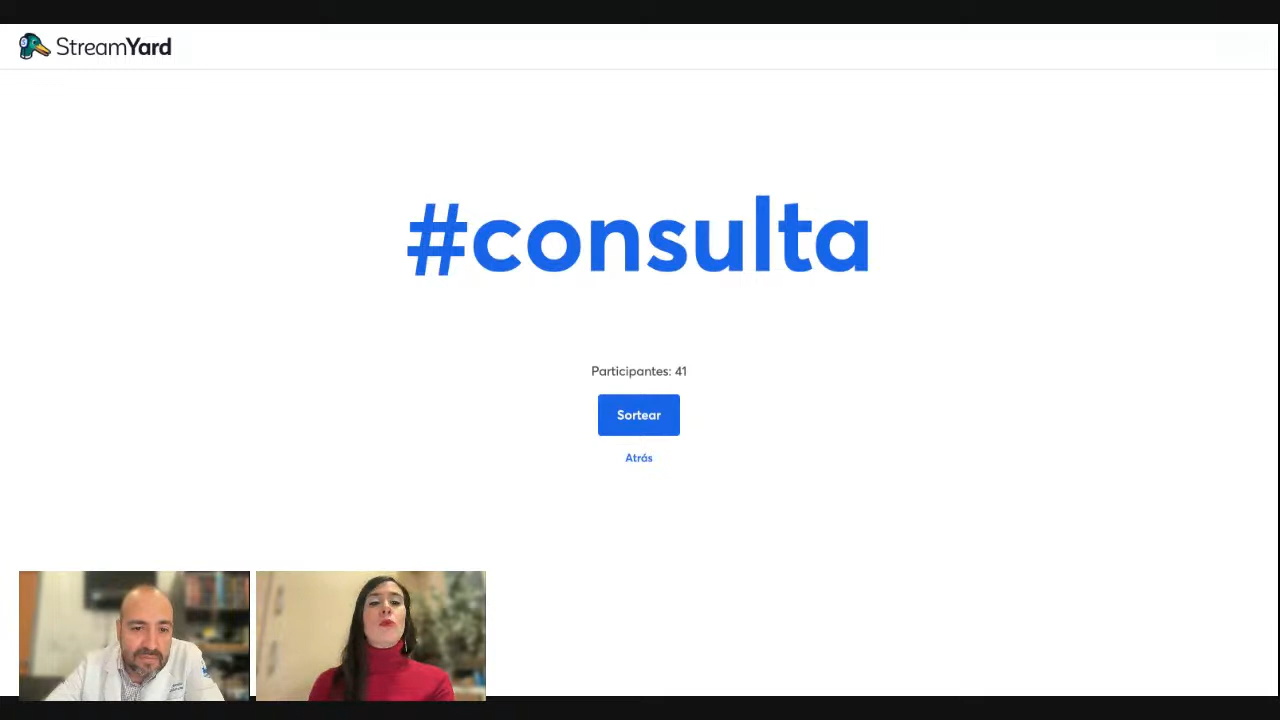 StreamYard
#consulta
Participantes: 41
Sortear
Atrás